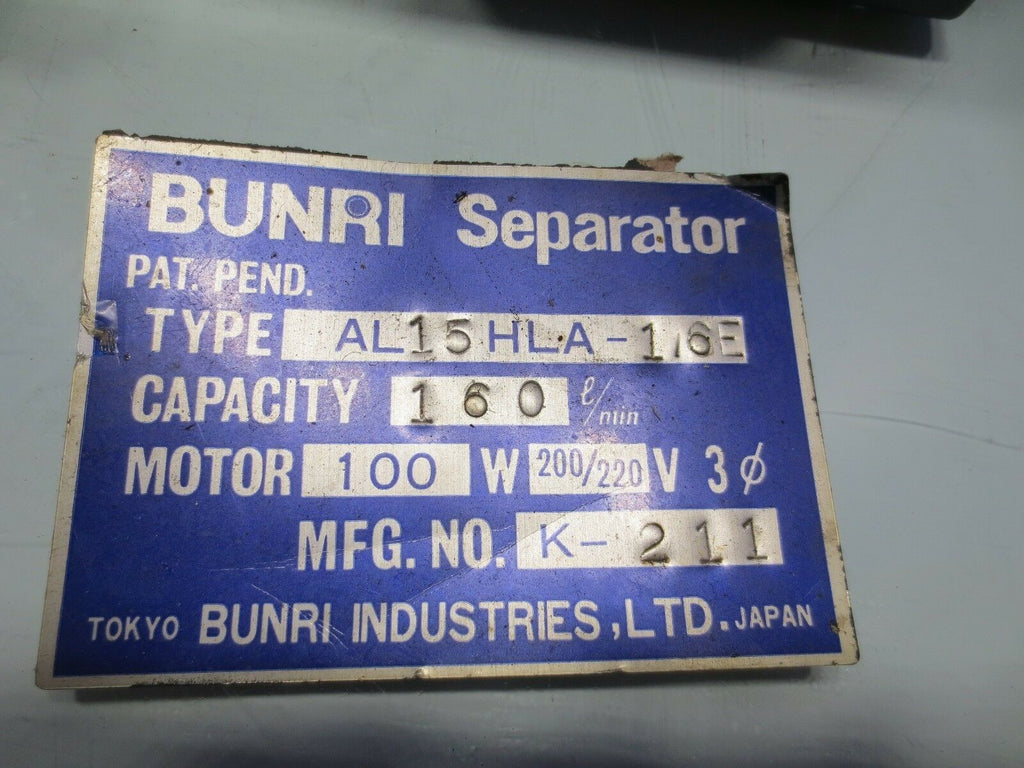 BUNRI Separator
PAT. PEND.
TYPE AL15HLA-1/6E
CAPACITY 160 ℓ/min
MOTOR 100 W 200/220 V 3ϕ
MFG. NO. K-211
TOKYO BUNRI INDUSTRIES, LTD. JAPAN